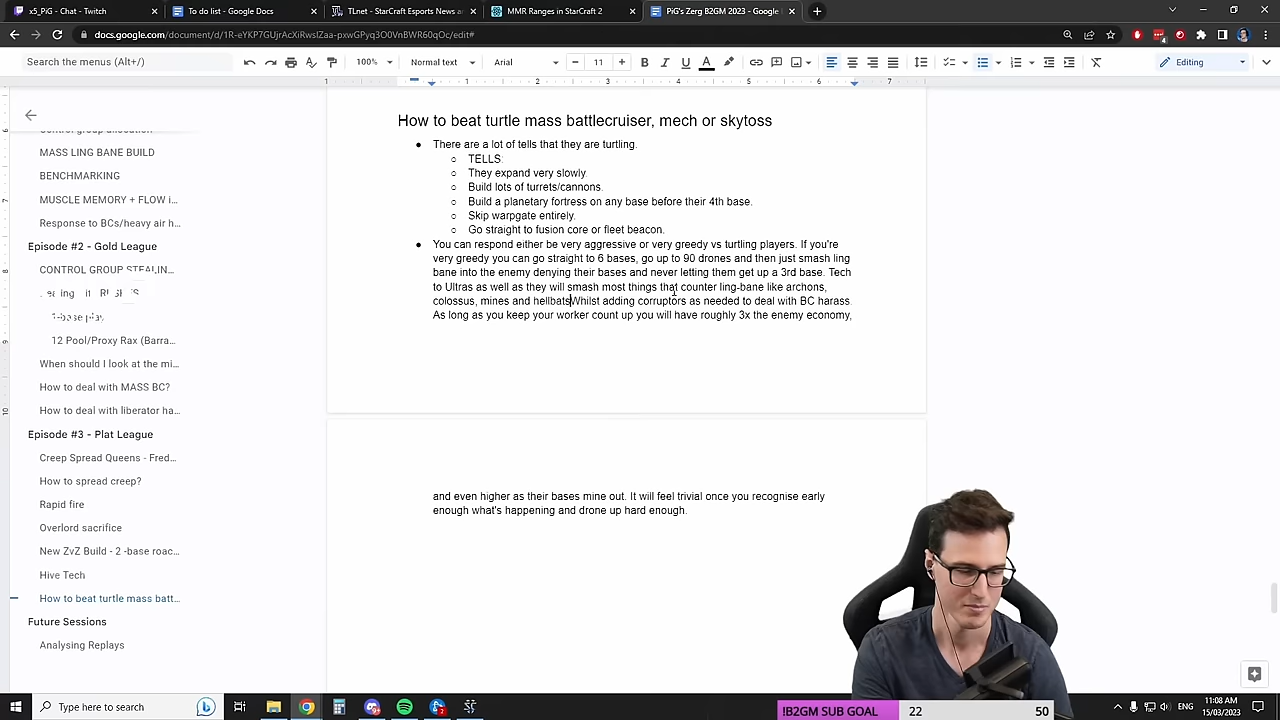 x5_PiG - Chat - Twitch
To do list - Google Docs
TLnet - StarCraft Esports News a
MMR Ranges in StarCraft 2
PiG's Zerg B2GM 2023 - Google
docs.google.com/document/d/1R-eYKP7GUjrAcXiRwsIZaa-pxwGPyq3O0VnBWR60qOc/edit#
Search the menus (Alt+/)
100%
Normal text
Arial
11
Editing
1 1 2 3 4 5 6 7
MASS LING BANE BUILD
BENCHMARKING
MUSCLE MEMORY + FLOW i...
Response to BCs/heavy air h...
Episode #2 - Gold League
CONTROL GROUP STEALIN...
12 Pool/Proxy Rax (Barra...
When should I look at the mi...
How to deal with MASS BC?
How to deal with liberator ha...
Episode #3 - Plat League
Creep Spread Queens - Fred...
How to spread creep?
Rapid fire
Overlord sacrifice
New ZvZ Build - 2 -base roac...
Hive Tech
How to beat turtle mass batt...
Future Sessions
Analysing Replays
How to beat turtle mass battlecruiser, mech or skytoss
● There are a lot of tells that they are turtling.
○ TELLS:
○ They expand very slowly.
○ Build lots of turrets/cannons.
○ Build a planetary fortress on any base before their 4th base.
○ Skip warpgate entirely.
○ Go straight to fusion core or fleet beacon.
● You can respond either be very aggressive or very greedy vs turtling players. If you're
very greedy you can go straight to 6 bases, go up to 90 drones and then just smash ling
bane into the enemy denying their bases and never letting them get up a 3rd base. Tech
to Ultras as well as they will smash most things that counter ling-bane like archons,
colossus, mines and hellbatsWhilst adding corruptors as needed to deal with BC harass.
As long as you keep your worker count up you will have roughly 3x the enemy economy,
and even higher as their bases mine out. It will feel trivial once you recognise early
enough what's happening and drone up hard enough.
Type here to search
!B2GM SUB GOAL 22 50
ENG
11:08 AM
15/03/2023